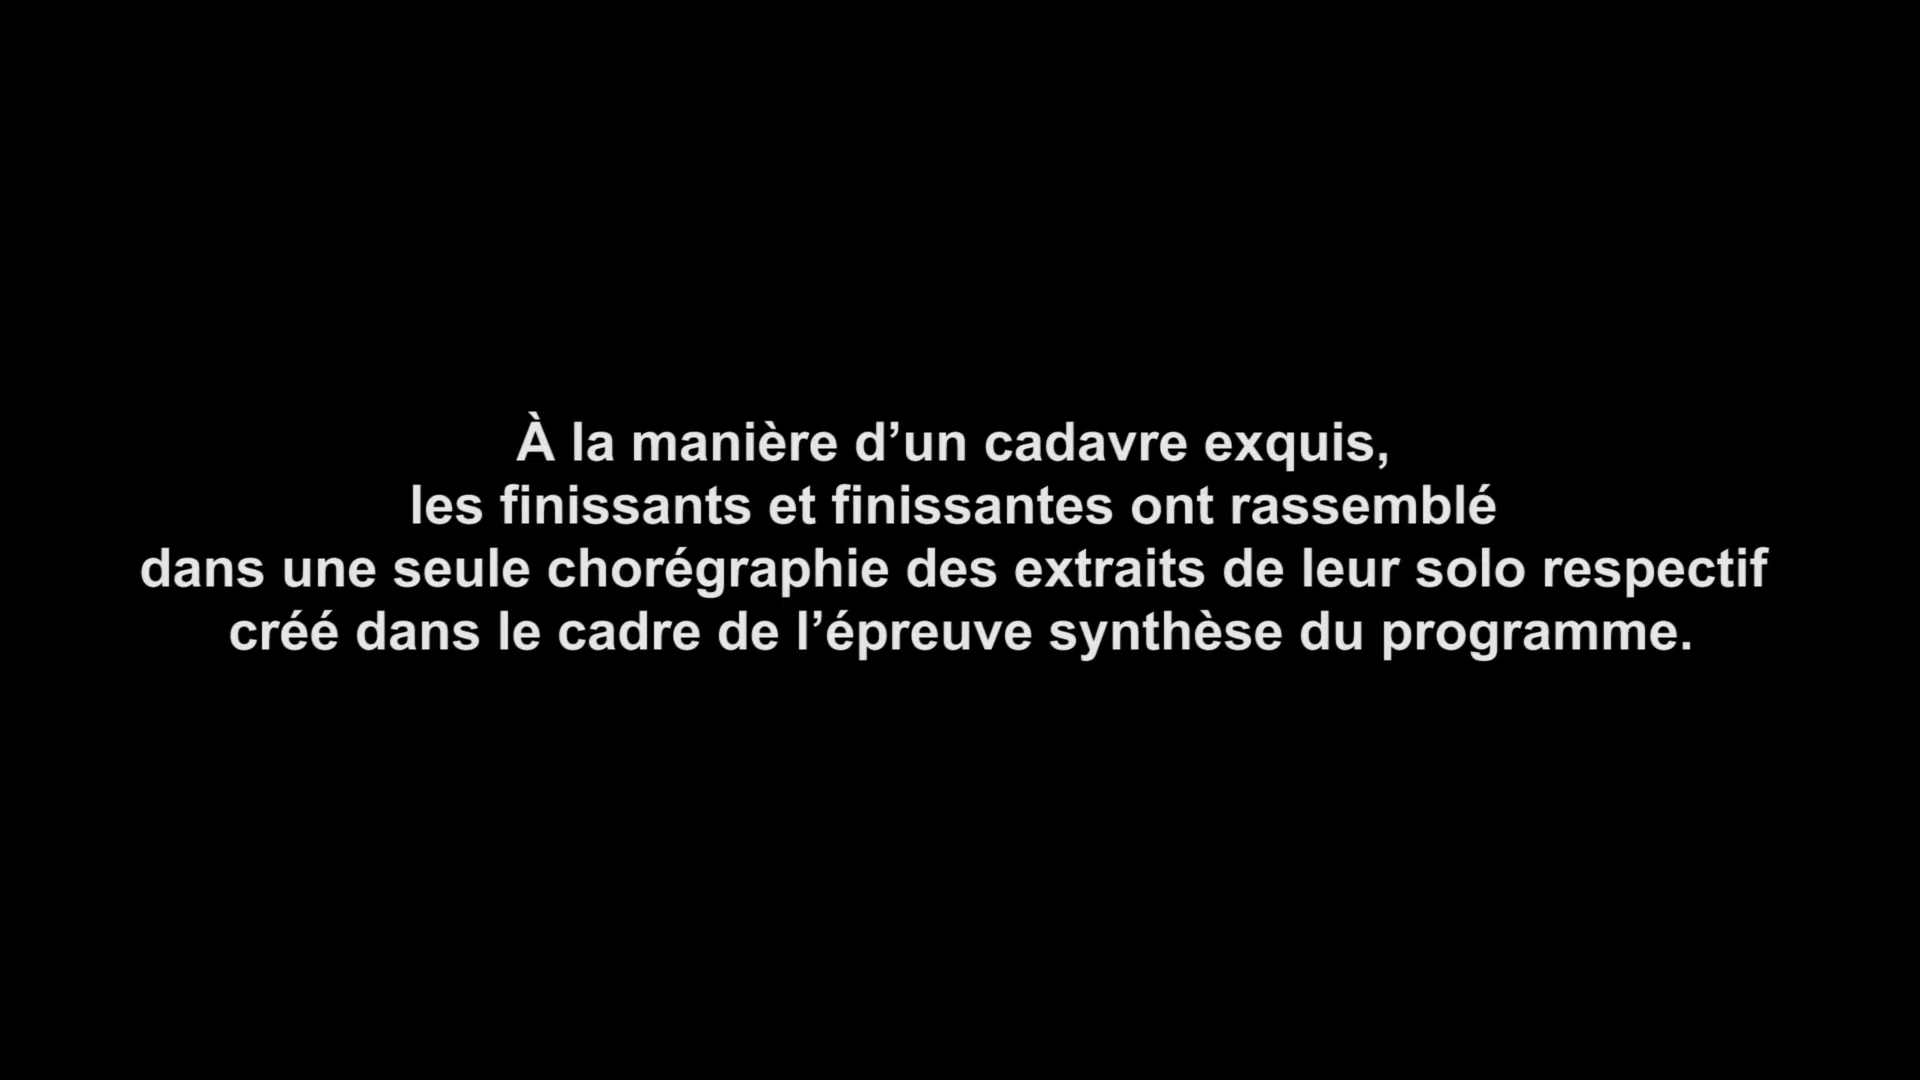 À la manière d’un cadavre exquis,
les finissants et finissantes ont rassemblé
dans une seule chorégraphie des extraits de leur solo respectif
créé dans le cadre de l’épreuve synthèse du programme.